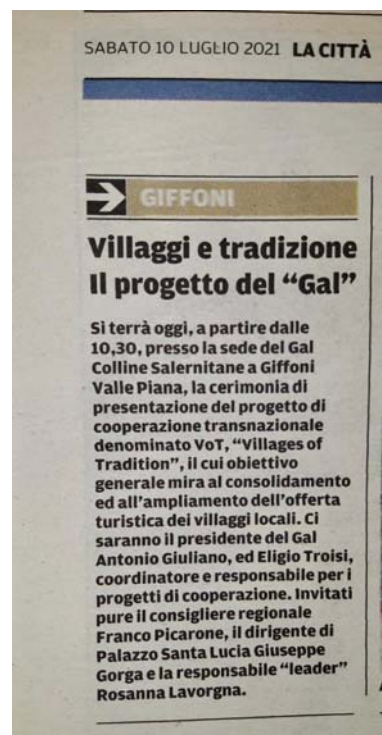 SABATO 10 LUGLIO 2021 LA CITTÀ
GIFFONI
Villaggi e tradizione
Il progetto del “Gal”
Si terrà oggi, a partire dalle
10,30, presso la sede del Gal
Colline Salernitane a Giffoni
Valle Piana, la cerimonia di
presentazione del progetto di
cooperazione transnazionale
denominato VoT, “Villages of
Tradition”, il cui obiettivo
generale mira al consolidamento
ed all’ampliamento dell’offerta
turistica dei villaggi locali. Ci
saranno il presidente del Gal
Antonio Giuliano, ed Eligio Troisi,
coordinatore e responsabile per i
progetti di cooperazione. Invitati
pure il consigliere regionale
Franco Picarone, il dirigente di
Palazzo Santa Lucia Giuseppe
Gorga e la responsabile “leader”
Rosanna Lavorgna.